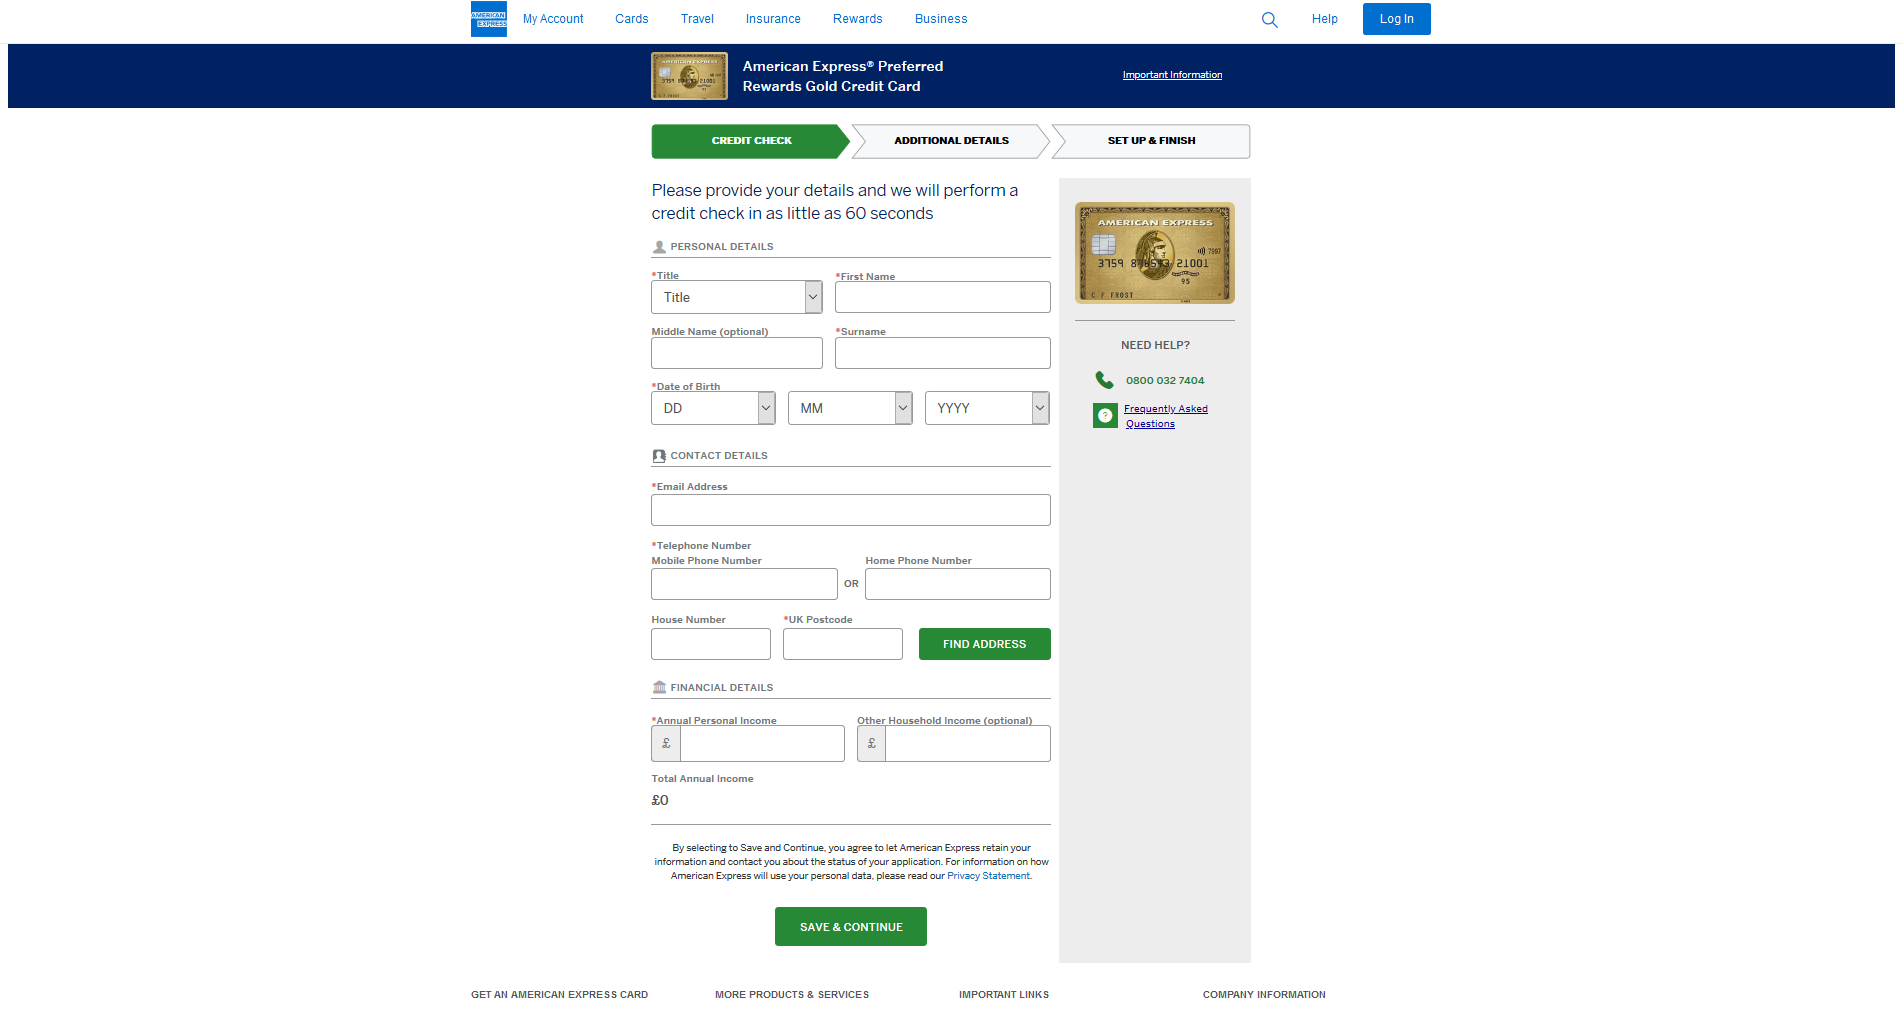 AMERICAN
EXPRESS
My Account
Cards
Travel
Insurance
Rewards
Business
Help
Log In
AMERICAN EXPRESS
American Express® Preferred
Rewards Gold Credit Card
Important Information
CREDIT CHECK
ADDITIONAL DETAILS
SET UP & FINISH
Please provide your details and we will perform a
credit check in as little as 60 seconds
PERSONAL DETAILS
*Title
Title
*First Name
Middle Name (optional)
*Surname
*Date of Birth
DD
MM
YYYY
CONTACT DETAILS
*Email Address
*Telephone Number
Mobile Phone Number
OR
Home Phone Number
House Number
*UK Postcode
FIND ADDRESS
FINANCIAL DETAILS
*Annual Personal Income
£
Other Household Income (optional)
£
Total Annual Income
£0
By selecting to Save and Continue, you agree to let American Express retain your
information and contact you about the status of your application. For information on how
American Express will use your personal data, please read our Privacy Statement.
SAVE & CONTINUE
AMERICAN EXPRESS
7997
3759 876543 21001
95
C F FROST
NEED HELP?
0800 032 7404
?
Frequently Asked
Questions
GET AN AMERICAN EXPRESS CARD
MORE PRODUCTS & SERVICES
IMPORTANT LINKS
COMPANY INFORMATION